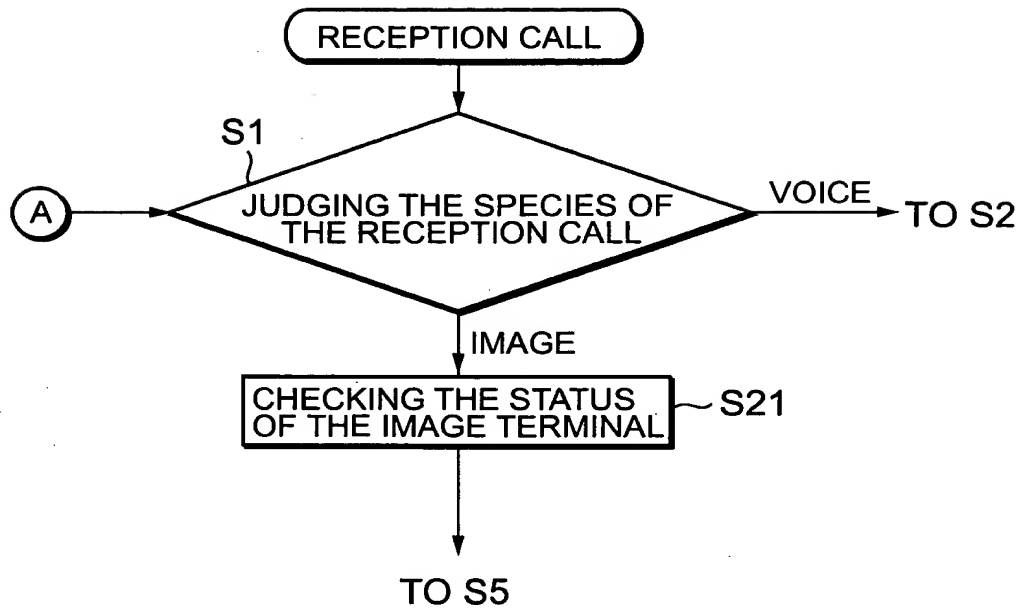 RECEPTION CALL
S1
A
JUDGING THE SPECIES OF
THE RECEPTION CALL
VOICE
TO S2
IMAGE
CHECKING THE STATUS
OF THE IMAGE TERMINAL
S21
TO S5